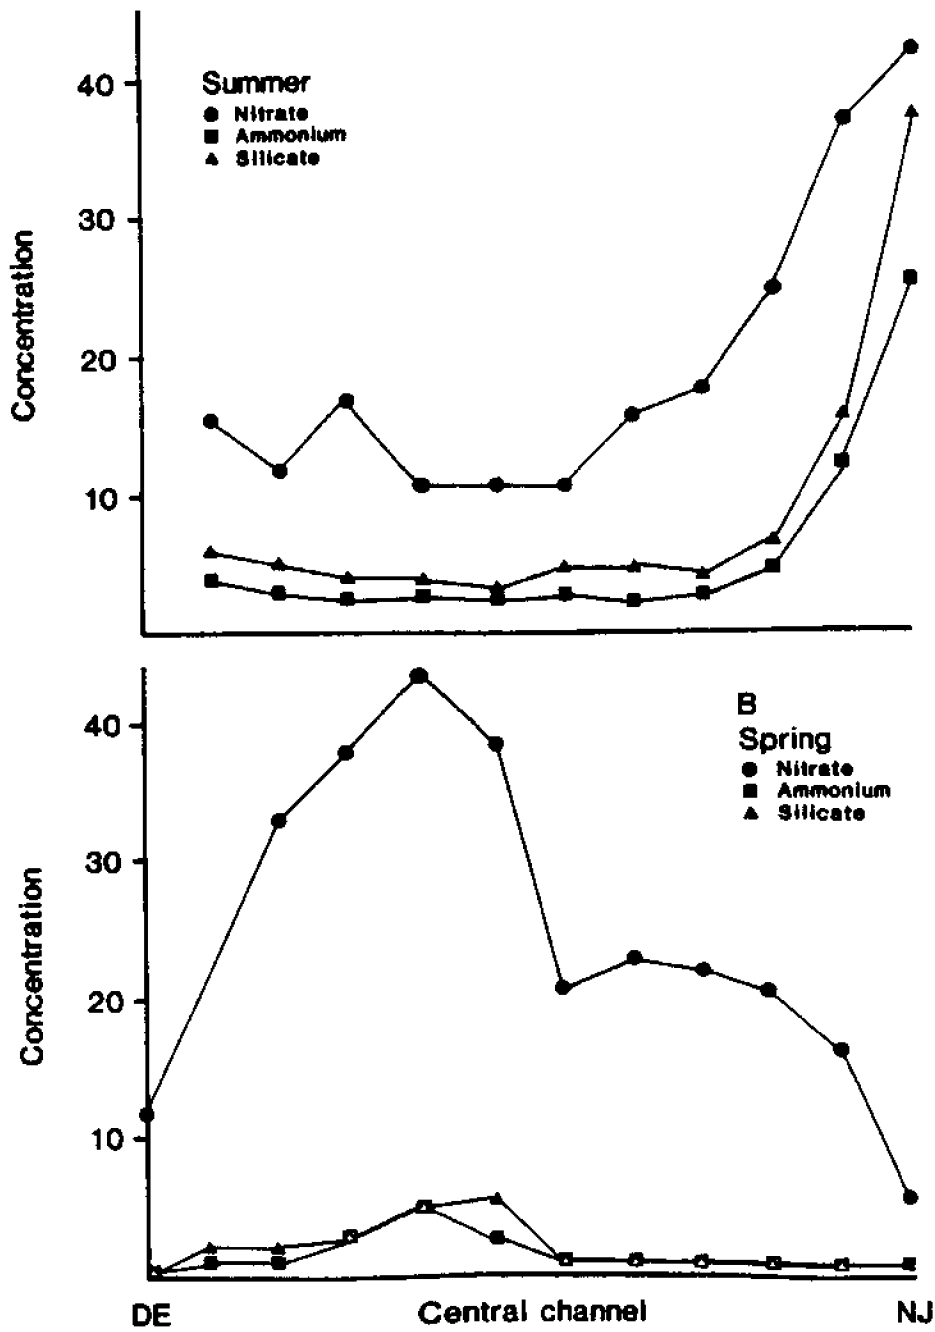 40
30
20
10
Concentration
Summer
Nitrate
Ammonium
Silicate
40
30
20
10
Concentration
B
Spring
Nitrate
Ammonium
Silicate
DE Central channel NJ